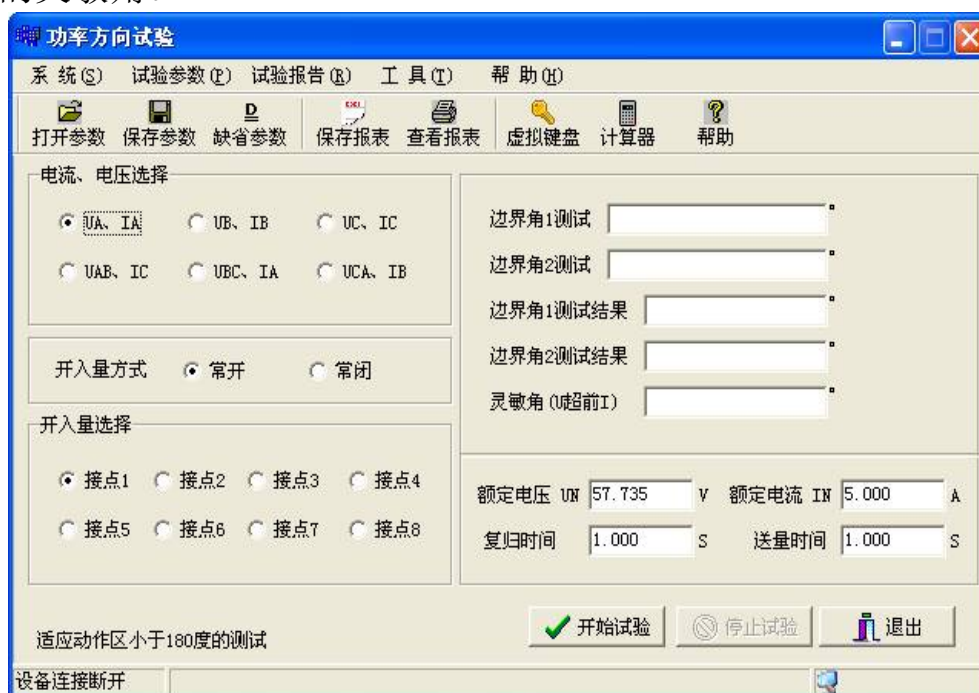 功率方向试验
系 统(S) 试验参数(P) 试验报告(R) 工 具(T) 帮 助(H)
打开参数 保存参数 缺省参数 保存报表 查看报表 虚拟键盘 计算器 帮助
电流、电压选择
UA、IA UB、IB UC、IC
UAB、IC UBC、IA UCA、IB
开入量方式 常开 常闭
开入量选择
接点1 接点2 接点3 接点4
接点5 接点6 接点7 接点8
边界角1测试 °
边界角2测试 °
边界角1测试结果 °
边界角2测试结果 °
灵敏角(U超前I) °
额定电压 UN 57.735 V 额定电流 IN 5.000 A
复归时间 1.000 S 送量时间 1.000 S
适应动作区小于180度的测试
开始试验 停止试验 退出
设备连接断开